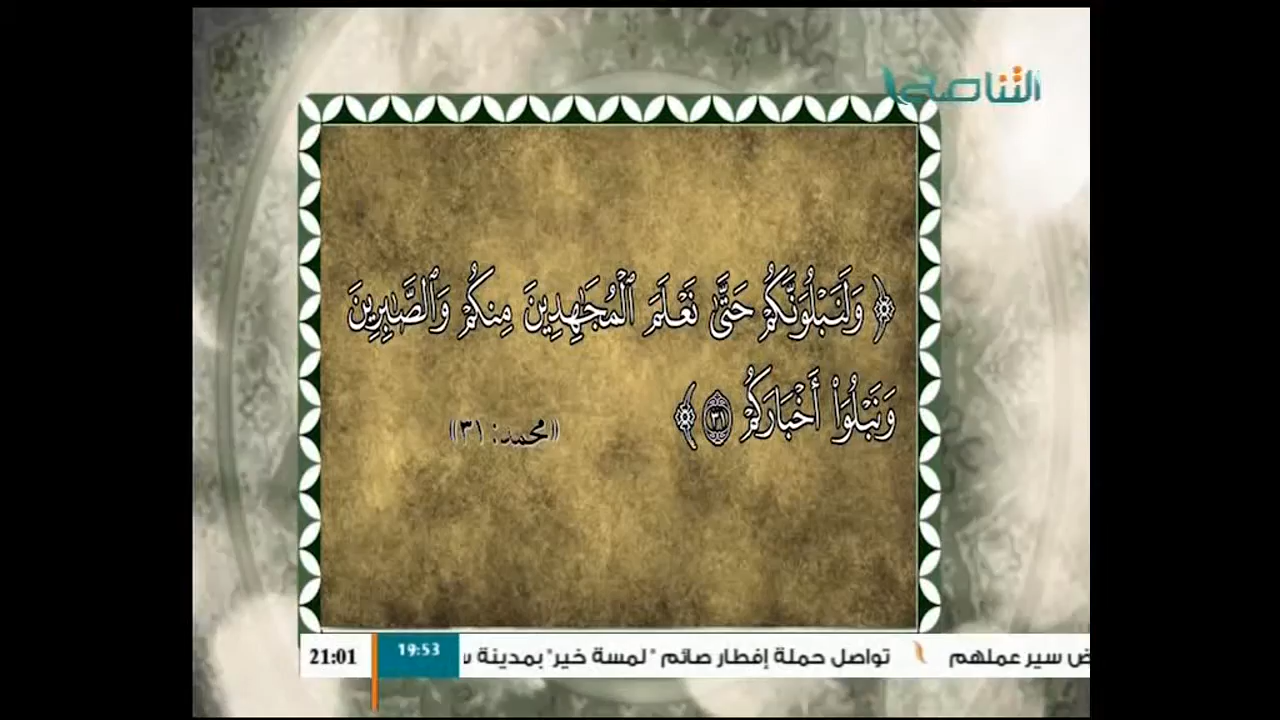 التناصح
﴿ وَلَنَبْلُوَنَّكُمْ حَتَّىٰ نَعْلَمَ ٱلْمُجَـٰهِدِينَ مِنكُمْ وَٱلصَّـٰبِرِينَ
وَنَبْلُوَا۟ أَخْبَارَكُمْ ٣١ ﴾
((محمد: ٣١))
سير عملهم تواصل حملة إفطار صائم "لمسة خير" بمدينة
19:53
21:01